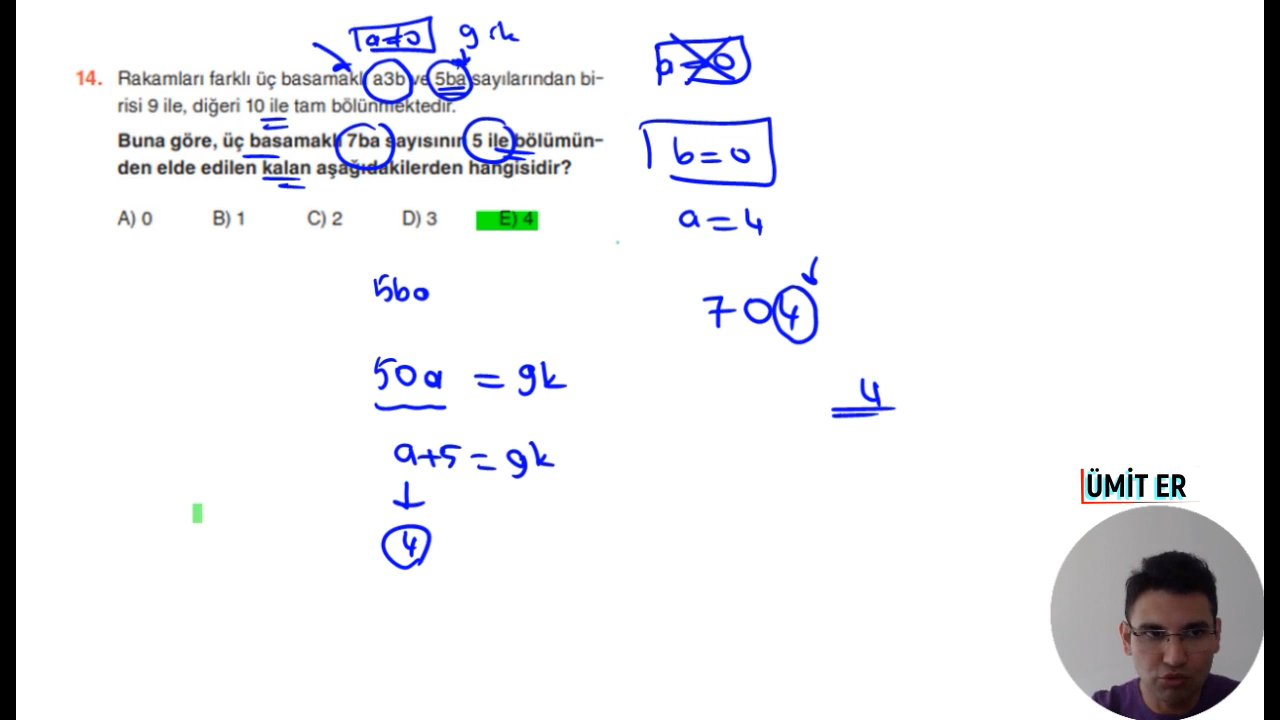 a≠0 9'k
14. Rakamları farklı üç basamaklı a3b ve 5ba sayılarından bi-
risi 9 ile, diğeri 10 ile tam bölünmektedir.
Buna göre, üç basamaklı 7ba sayısının 5 ile bölümün-
den elde edilen kalan aşağıdakilerden hangisidir?
A) 0 B) 1 C) 2 D) 3 E) 4
b=0
a=4
5b0
704
50a = 9k
4
a+5 = 9k
4
ÜMİT ER